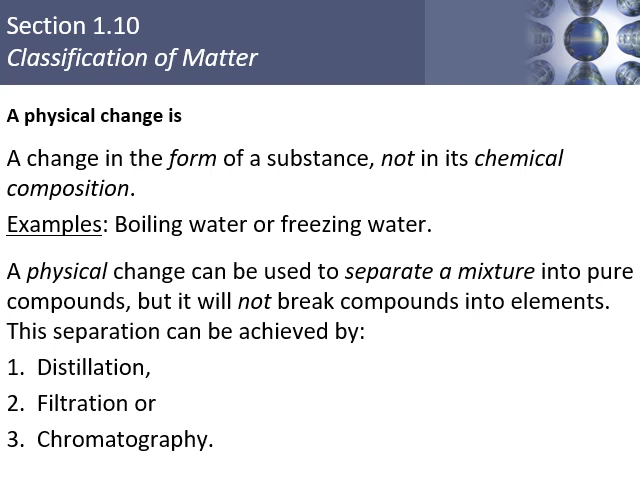 Section 1.10
Classification of Matter
A physical change is
A change in the form of a substance, not in its chemical
composition.
Examples: Boiling water or freezing water.
A physical change can be used to separate a mixture into pure
compounds, but it will not break compounds into elements.
This separation can be achieved by:
1. Distillation,
2. Filtration or
3. Chromatography.